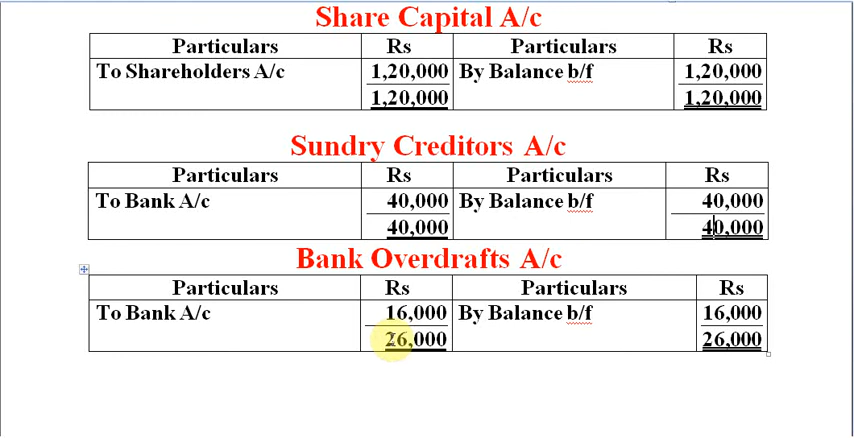 Share Capital A/c
Particulars Rs Particulars Rs
To Shareholders A/c 1,20,000 By Balance b/f 1,20,000
1,20,000 1,20,000
Sundry Creditors A/c
Particulars Rs Particulars Rs
To Bank A/c 40,000 By Balance b/f 40,000
40,000 40,000
Bank Overdrafts A/c
Particulars Rs Particulars Rs
To Bank A/c 16,000 By Balance b/f 16,000
26,000 26,000